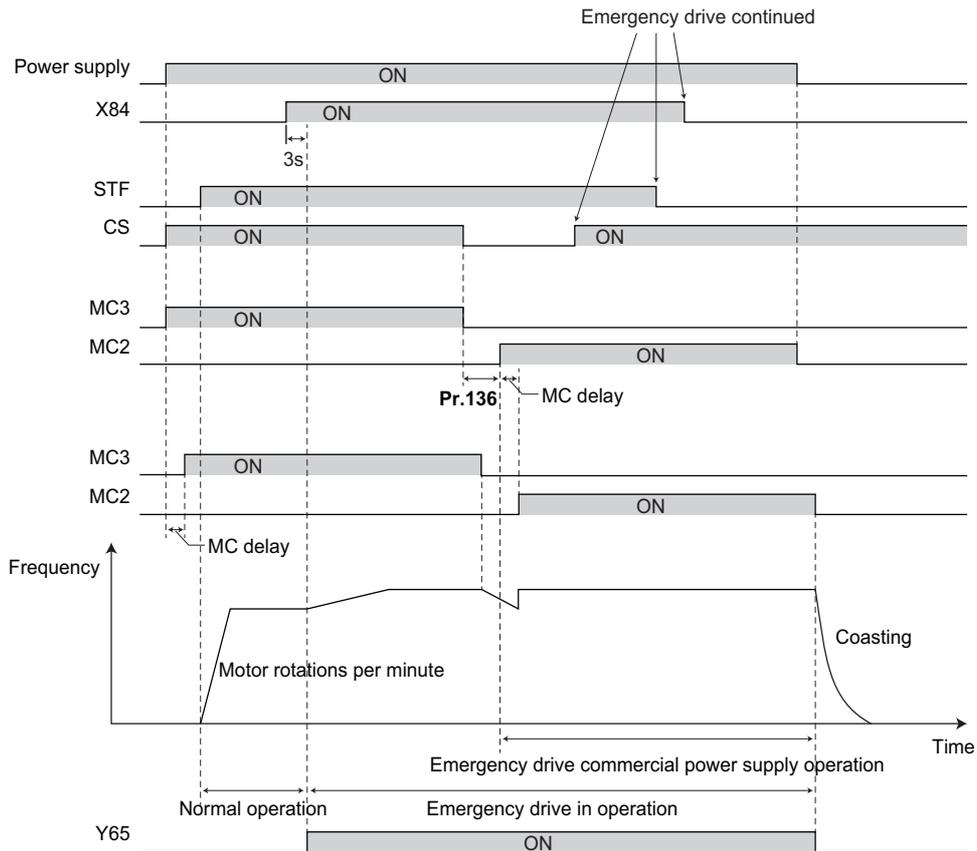 Emergency drive continued
Power supply
ON
X84
ON
3s
STF
ON
CS
ON
ON
MC3
ON
MC2
ON
Pr.136
MC delay
MC3
ON
MC2
ON
MC delay
Frequency
Coasting
Motor rotations per minute
Time
Emergency drive commercial power supply operation
Normal operation
Emergency drive in operation
Y65
ON